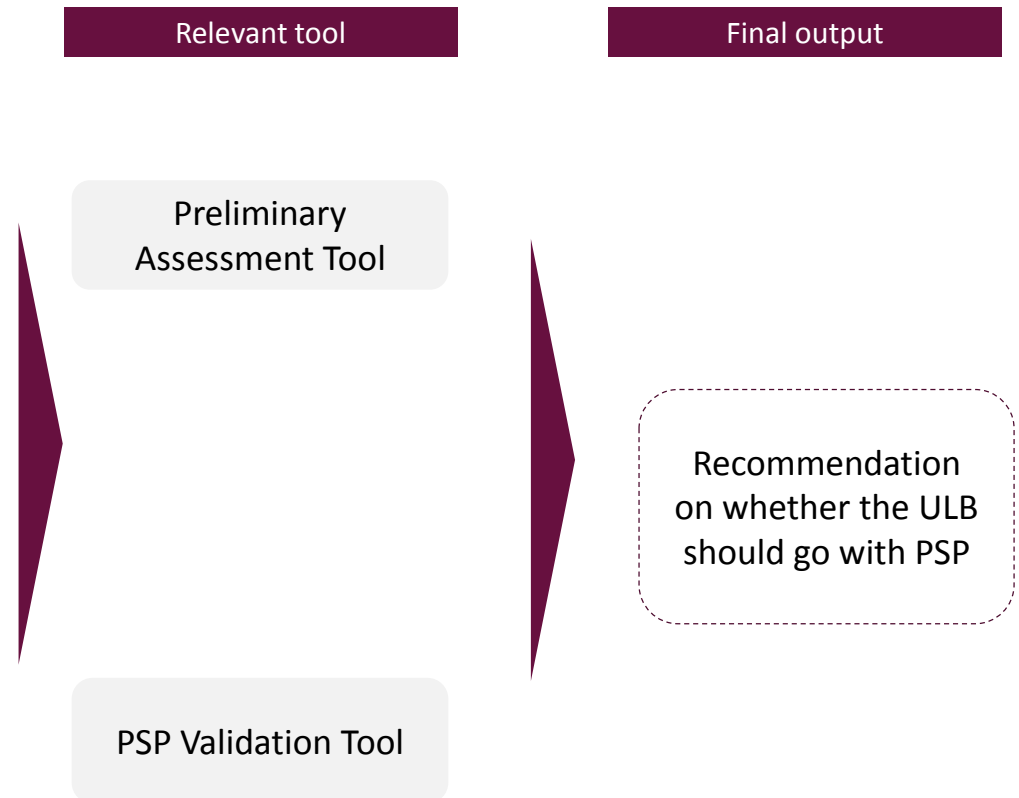 Relevant tool
Final output
Preliminary
Assessment Tool
Recommendation
on whether the ULB
should go with PSP
PSP Validation Tool